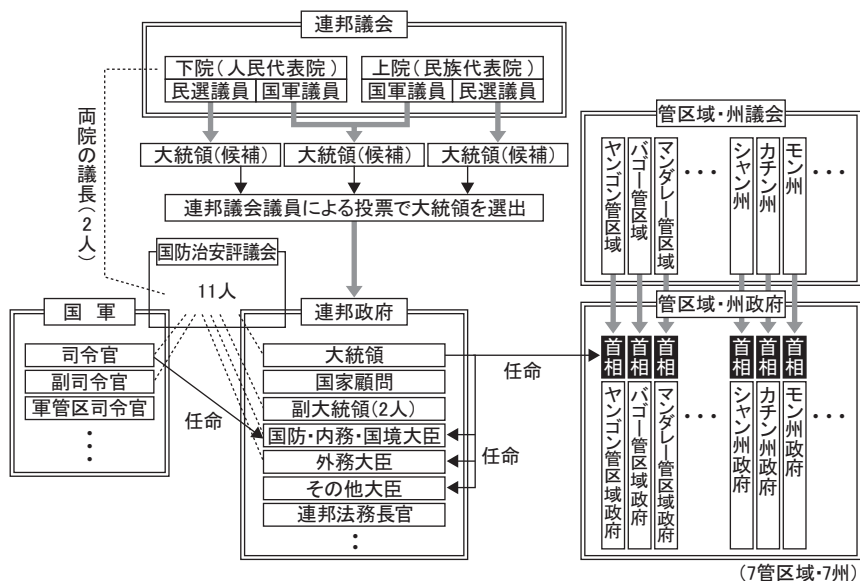 連邦議会
下院(人民代表院)
上院(民族代表院)
民選議員
国軍議員
国軍議員
民選議員
両院の議長(2人)
大統領(候補)
大統領(候補)
大統領(候補)
連邦議会議員による投票で大統領を選出
国防治安評議会
11人
国軍
司令官
副司令官
軍管区司令官
・・・
任命
連邦政府
大統領
国家顧問
副大統領(2人)
国防・内務・国境大臣
外務大臣
その他大臣
連邦法務長官
・・・
任命
任命
管区域・州議会
ヤンゴン管区域
バゴー管区域
マンダレー管区域
・・・
シャン州
カチン州
モン州
・・・
管区域・州政府
首相
首相
首相
首相
首相
首相
ヤンゴン管区域政府
バゴー管区域政府
マンダレー管区域政府
・・・
シャン州政府
カチン州政府
モン州政府
・・・
(7管区域・7州)